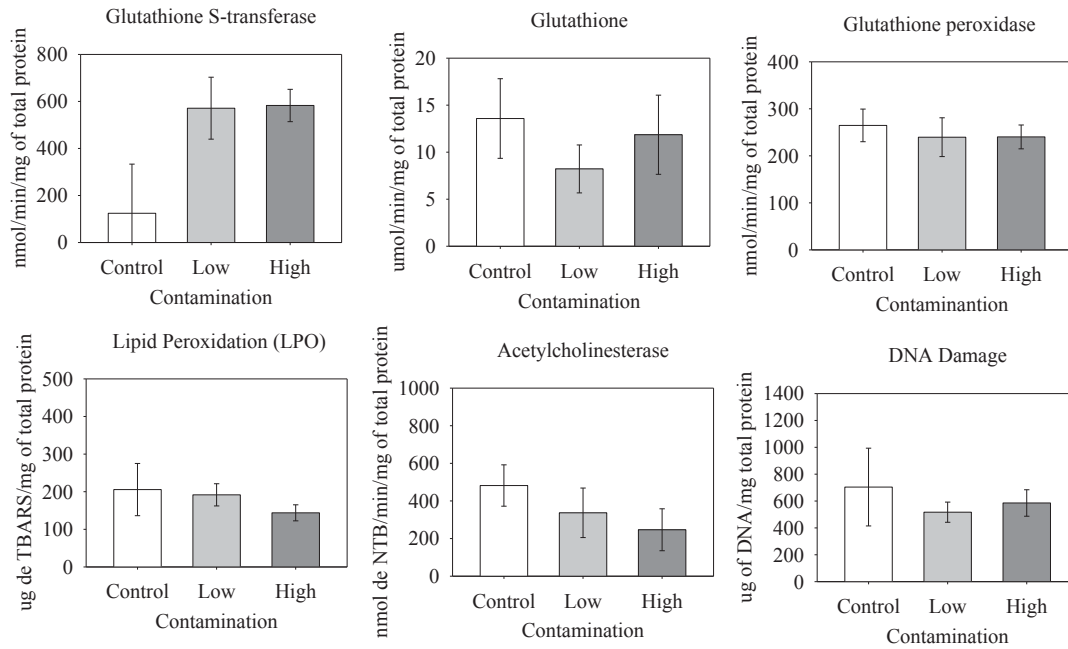 Glutathione S-transferase
nmol/min/mg of total protein
800
600
400
200
0
Control Low High
Contamination
Glutathione
umol/min/mg of total protein
20
15
10
5
0
Control Low High
Contamination
Glutathione peroxidase
nmol/min/mg of total protein
400
300
200
100
0
Control Low High
Contaminantion
Lipid Peroxidation (LPO)
ug de TBARS/mg of total protein
500
400
300
200
100
0
Control Low High
Contamination
Acetylcholinesterase
nmol de NTB/min/mg of total protein
1000
800
600
400
200
0
Control Low High
Contamination
DNA Damage
ug of DNA/mg total protein
1400
1200
1000
800
600
400
200
0
Control Low High
Contamination